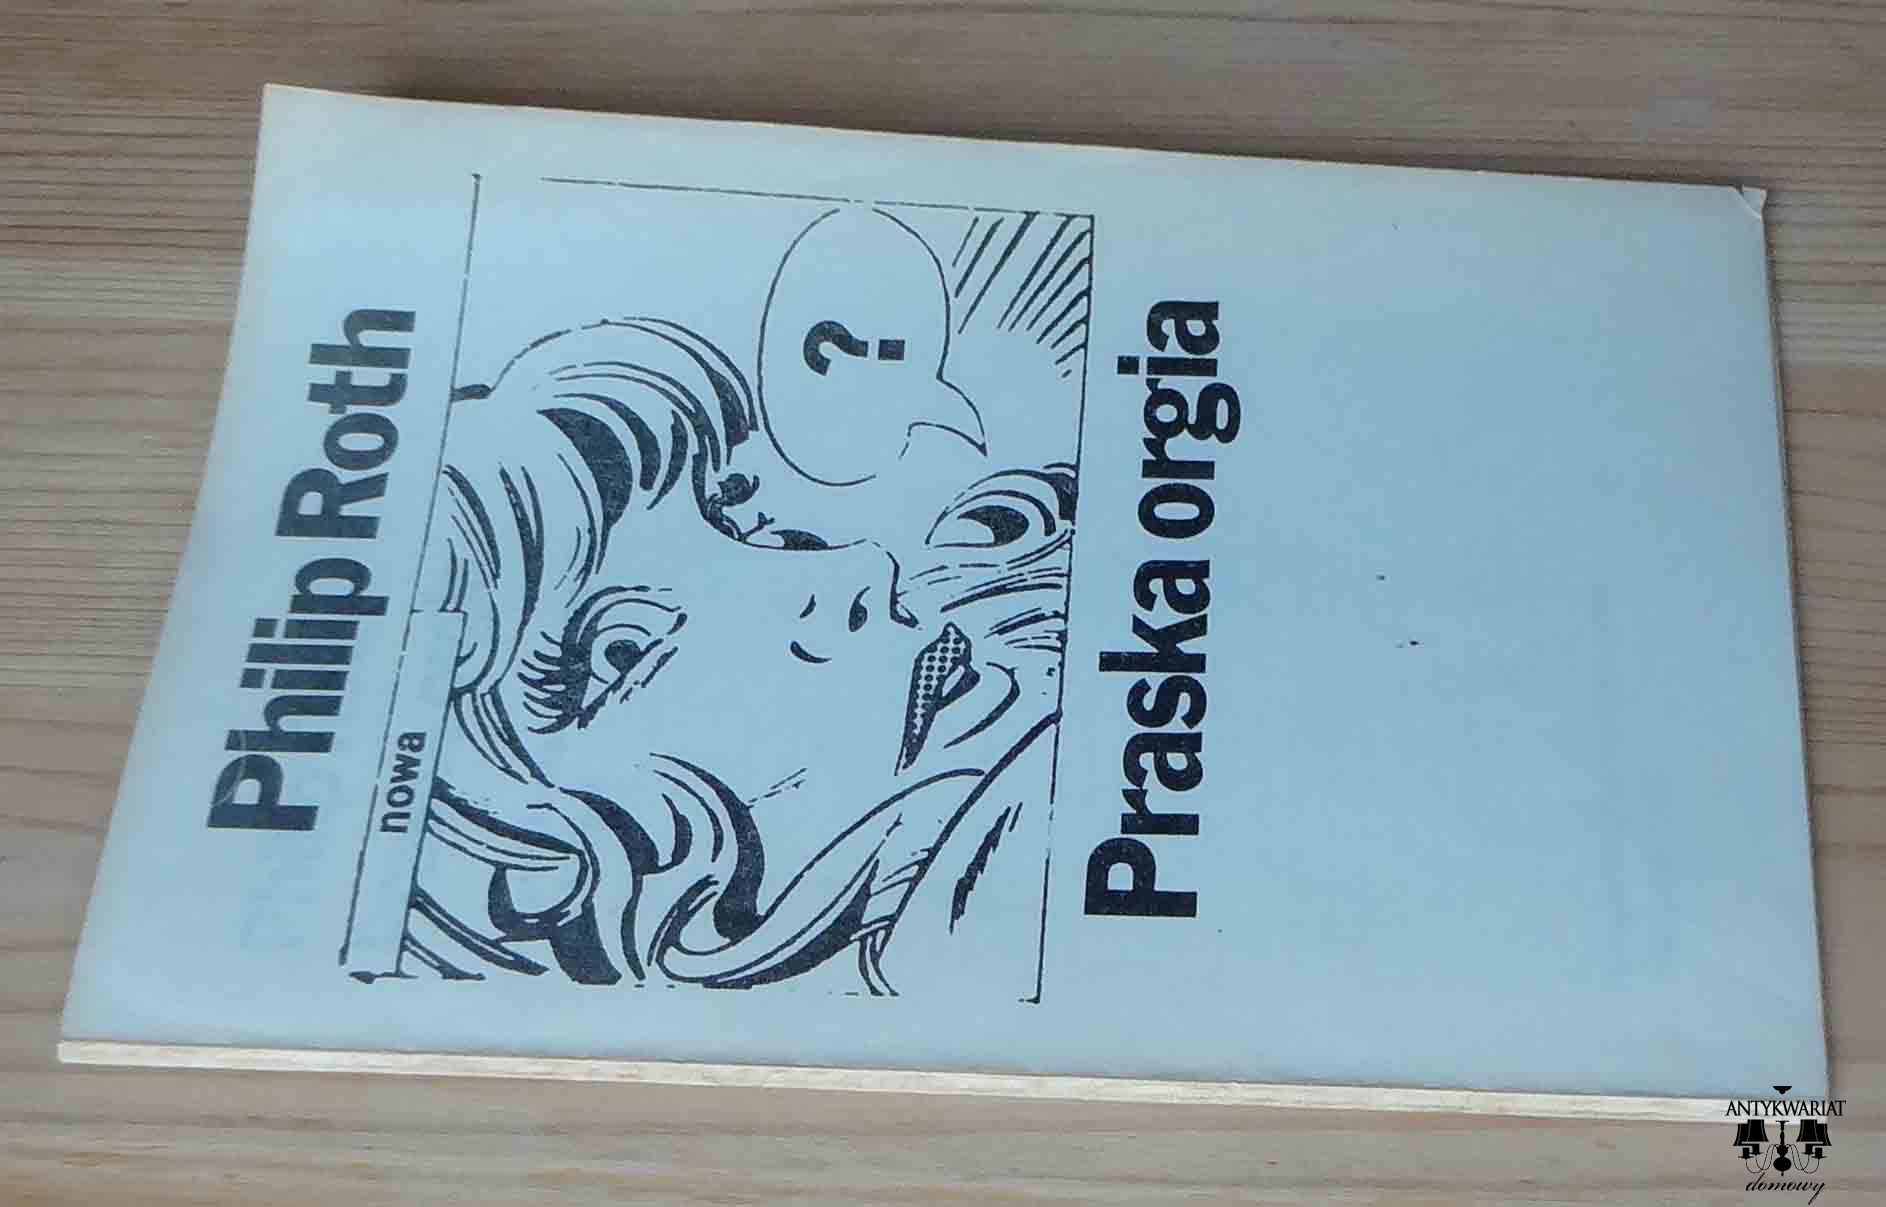 Philip Roth
nowa
?
Praska orgia
ANTYKWARIAT
domowy